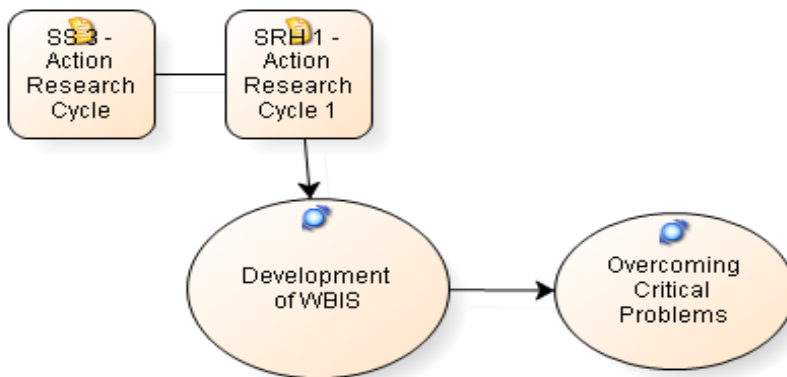 SS 3 -
Action
Research
Cycle
SRH 1 -
Action
Research
Cycle 1
Development
of WBIS
Overcoming
Critical
Problems